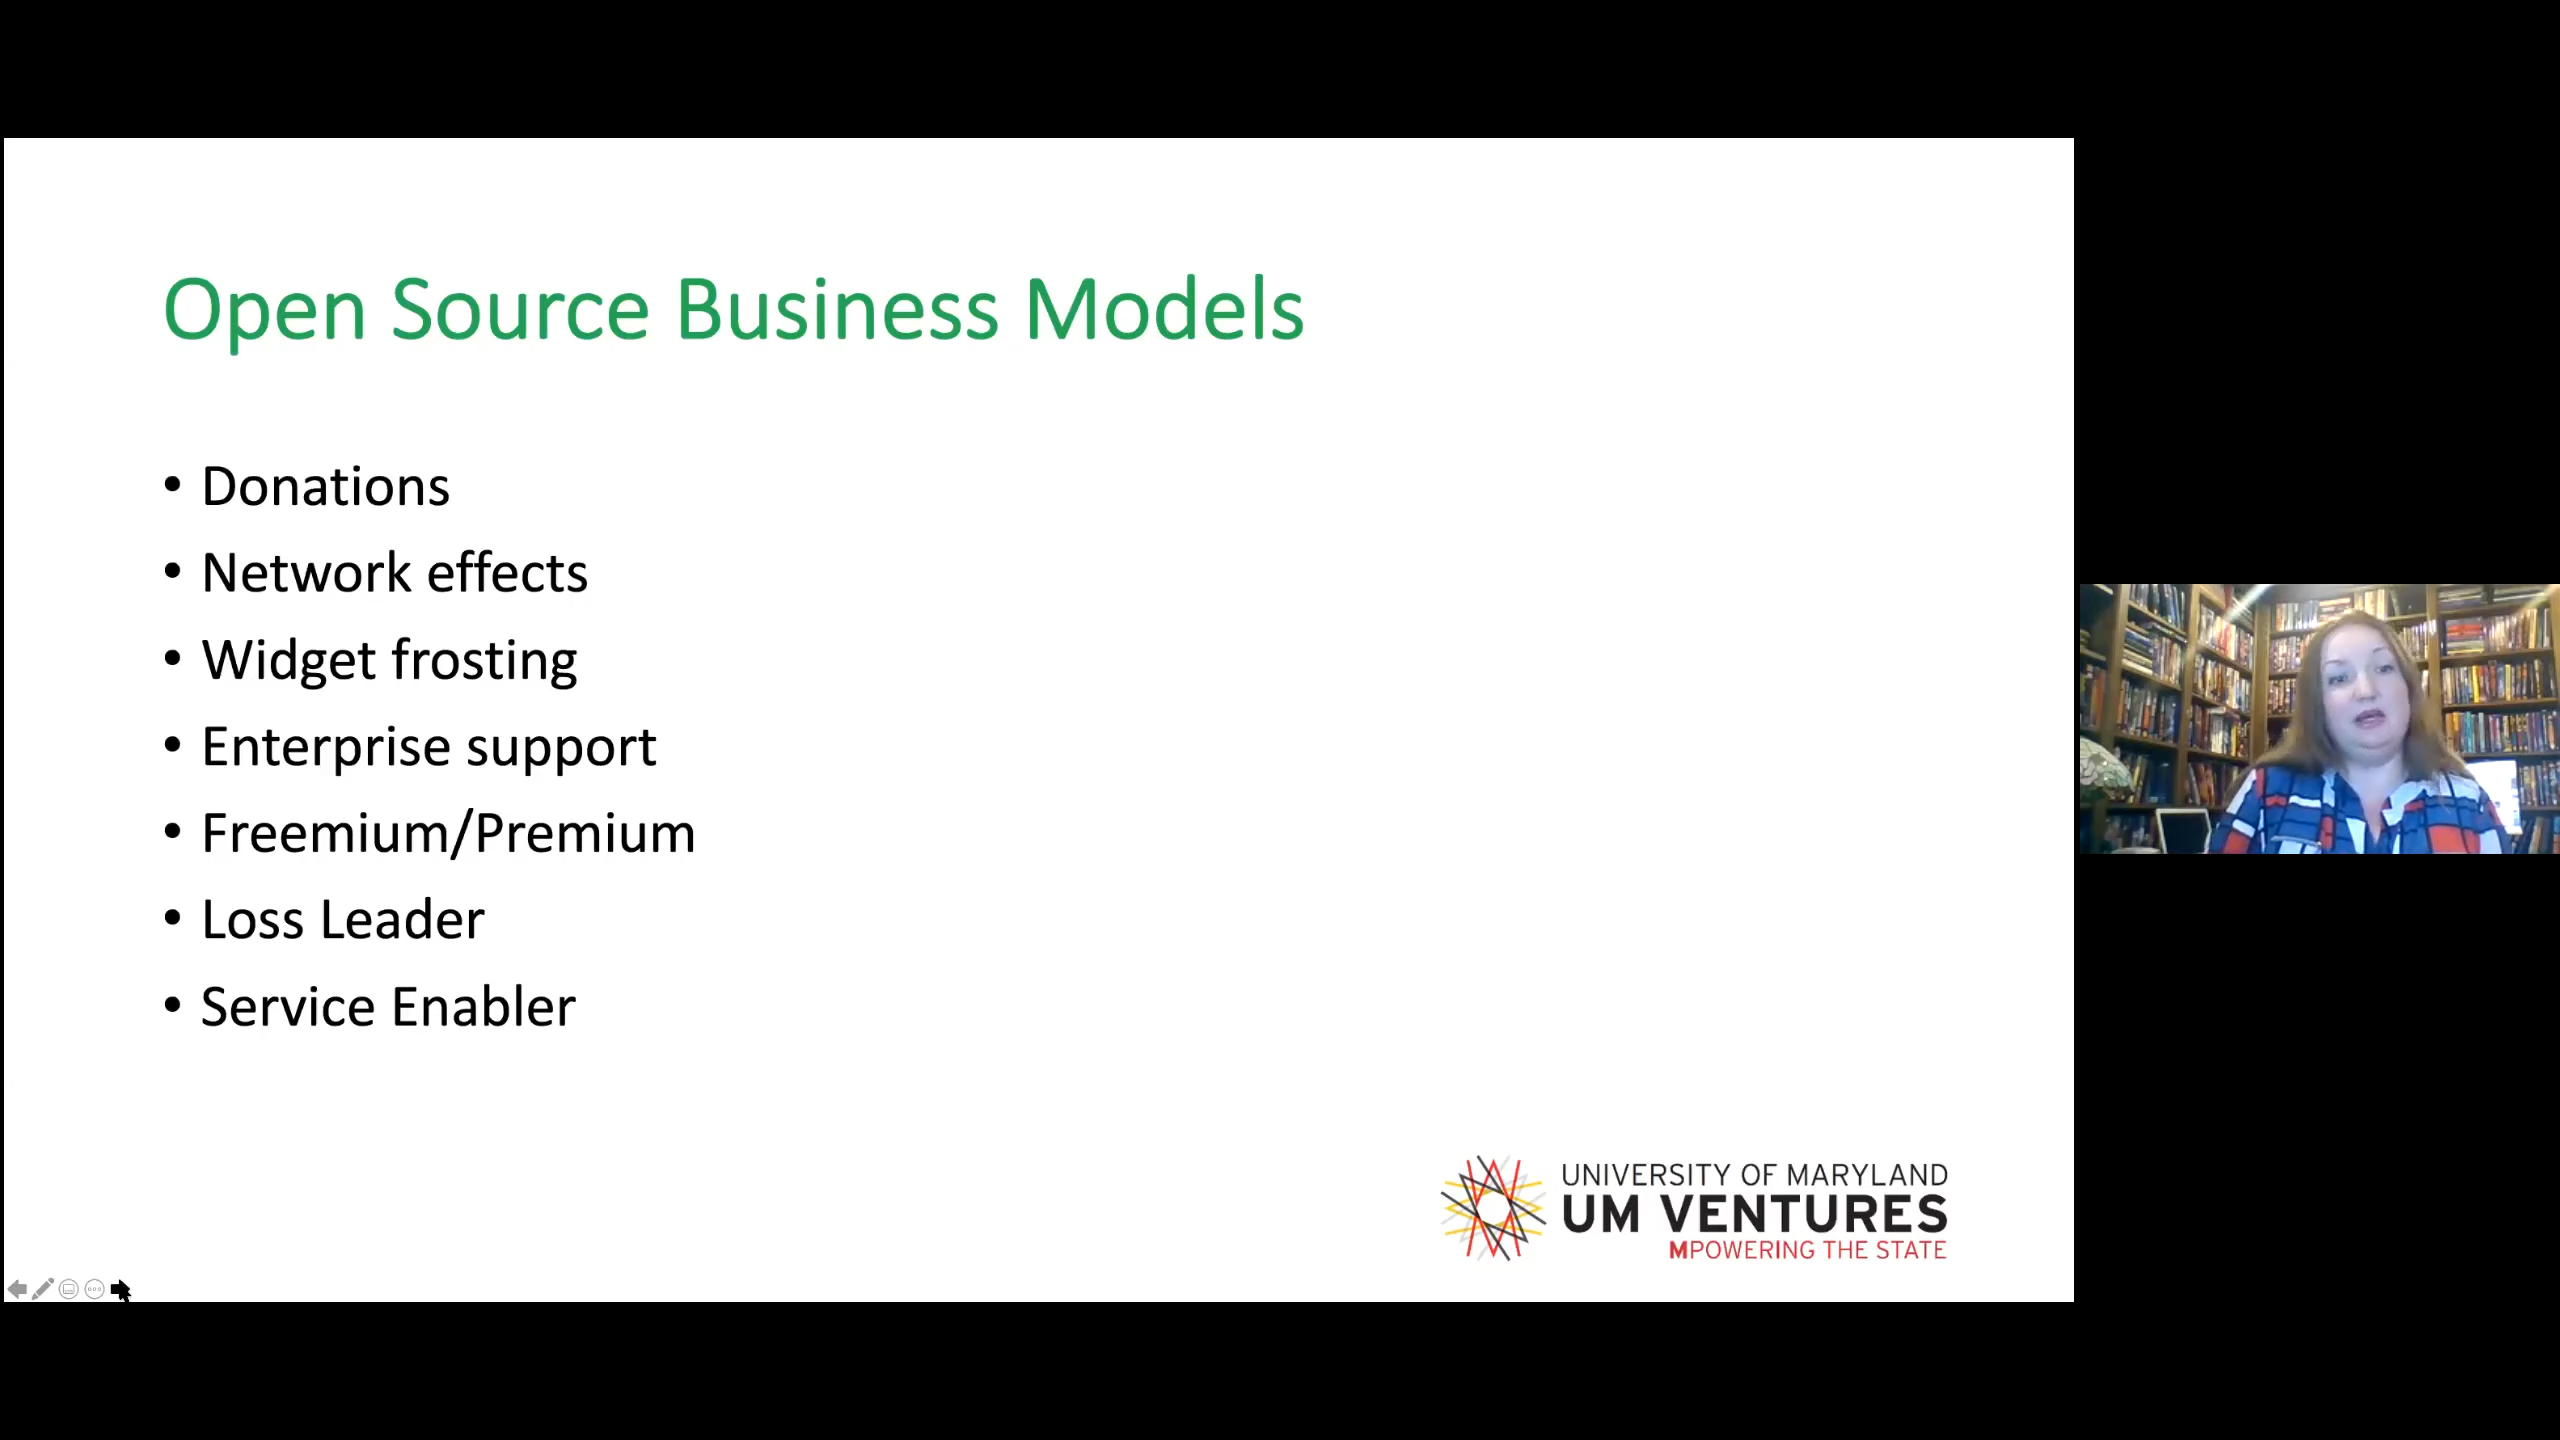 Open Source Business Models
• Donations
• Network effects
• Widget frosting
• Enterprise support
• Freemium/Premium
• Loss Leader
• Service Enabler
UNIVERSITY OF MARYLAND
UM VENTURES
MPOWERING THE STATE